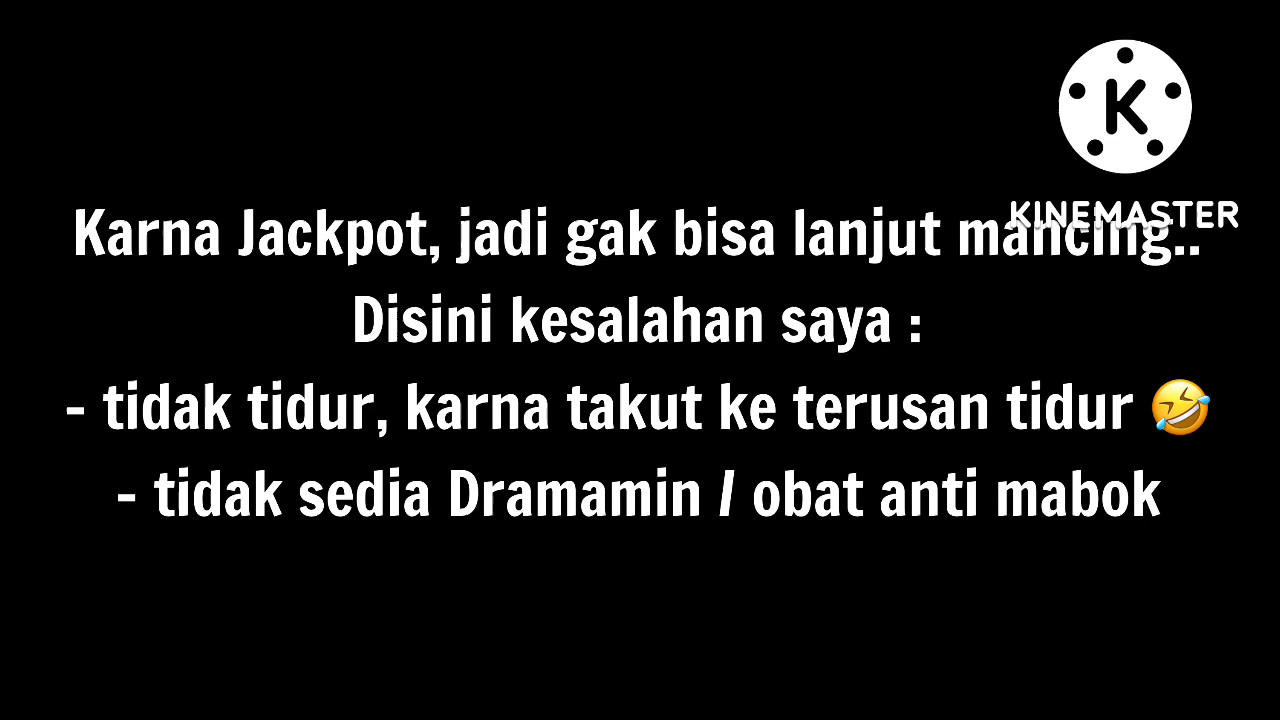 K
KINEMASTER
Karna Jackpot, jadi gak bisa lanjut mancing..
Disini kesalahan saya :
- tidak tidur, karna takut ke terusan tidur 🤣
- tidak sedia Dramamin / obat anti mabok